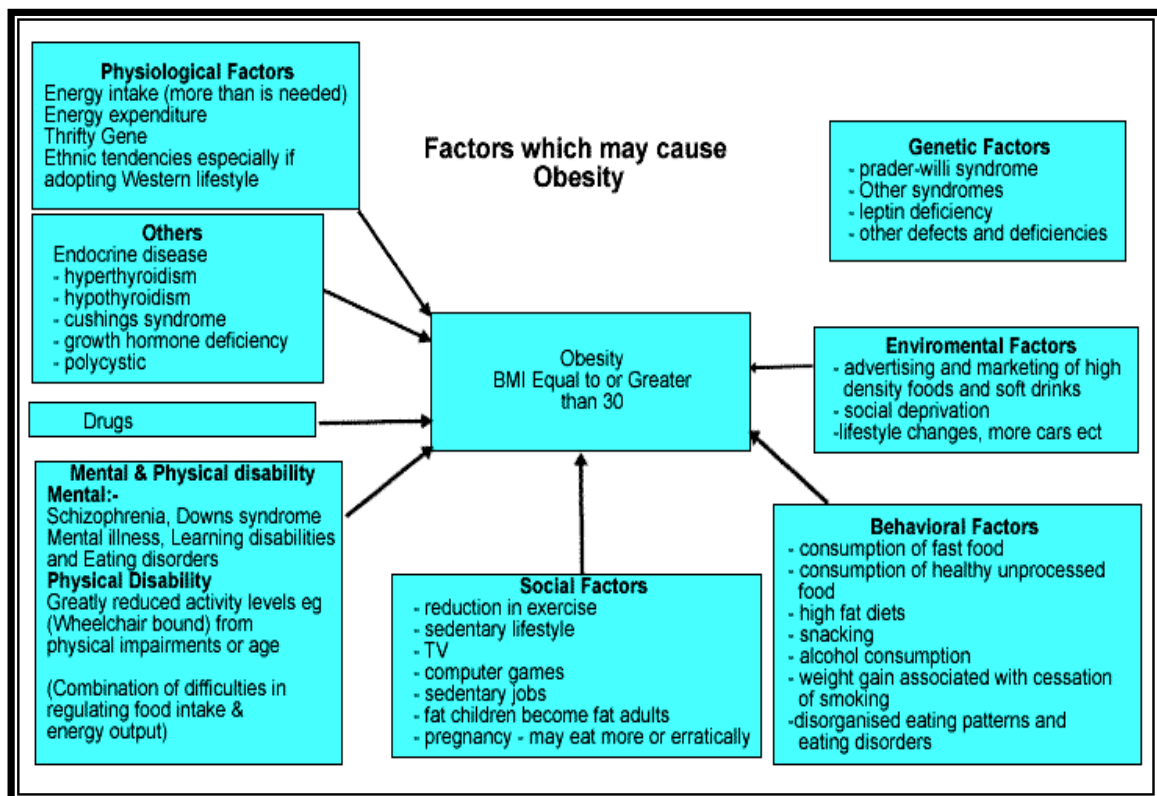 Factors which may cause
Obesity
Physiological Factors
Energy intake (more than is needed)
Energy expenditure
Thrifty Gene
Ethnic tendencies especially if
adopting Western lifestyle
Others
Endocrine disease
- hyperthyroidism
- hypothyroidism
- cushings syndrome
- growth hormone deficiency
- polycystic
Drugs
Mental & Physical disability
Mental:-
Schizophrenia, Downs syndrome
Mental illness, Learning disabilities
and Eating disorders
Physical Disability
Greatly reduced activity levels eg
(Wheelchair bound) from
physical impairments or age
(Combination of difficulties in
regulating food intake &
energy output)
Obesity
BMI Equal to or Greater
than 30
Social Factors
- reduction in exercise
- sedentary lifestyle
- TV
- computer games
- sedentary jobs
- fat children become fat adults
- pregnancy - may eat more or erratically
Genetic Factors
- prader-willi syndrome
- Other syndromes
- leptin deficiency
- other defects and deficiencies
Enviromental Factors
- advertising and marketing of high
density foods and soft drinks
- social deprivation
-lifestyle changes, more cars ect
Behavioral Factors
- consumption of fast food
- consumption of healthy unprocessed
food
- high fat diets
- snacking
- alcohol consumption
- weight gain associated with cessation
of smoking
-disorganised eating patterns and
eating disorders